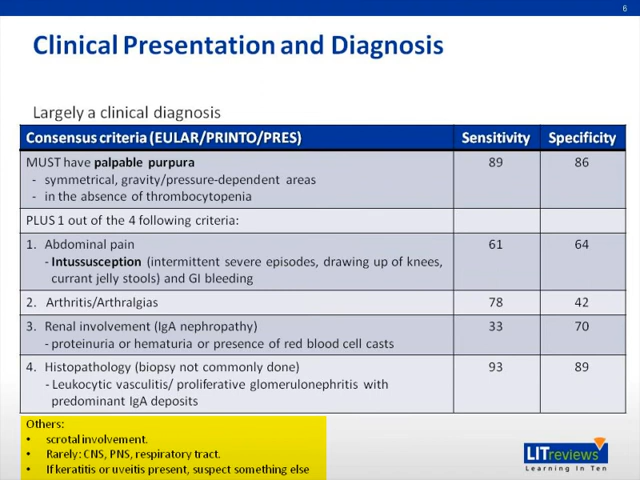 6
Clinical Presentation and Diagnosis
Largely a clinical diagnosis
Consensus criteria (EULAR/PRINTO/PRES) Sensitivity Specificity
MUST have palpable purpura 89 86
- symmetrical, gravity/pressure-dependent areas
- in the absence of thrombocytopenia
PLUS 1 out of the 4 following criteria:
1. Abdominal pain 61 64
- Intussusception (intermittent severe episodes, drawing up of knees,
currant jelly stools) and GI bleeding
2. Arthritis/Arthralgias 78 42
3. Renal involvement (IgA nephropathy) 33 70
- proteinuria or hematuria or presence of red blood cell casts
4. Histopathology (biopsy not commonly done) 93 89
- Leukocytic vasculitis/ proliferative glomerulonephritis with
predominant IgA deposits
Others:
• scrotal involvement.
• Rarely: CNS, PNS, respiratory tract.
• If keratitis or uveitis present, suspect something else
LITreviews
Learning In Ten